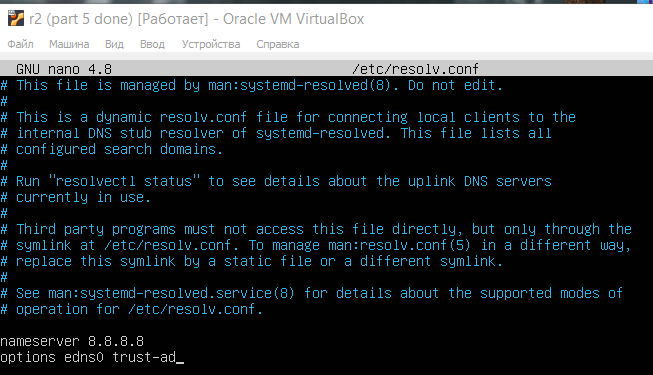 r2 (part 5 done) [Работает] - Oracle VM VirtualBox
Файл Машина Вид Ввод Устройства Справка
GNU nano 4.8 /etc/resolv.conf
# This file is managed by man:systemd-resolved(8). Do not edit.
#
# This is a dynamic resolv.conf file for connecting local clients to the
# internal DNS stub resolver of systemd-resolved. This file lists all
# configured search domains.
#
# Run "resolvectl status" to see details about the uplink DNS servers
# currently in use.
#
# Third party programs must not access this file directly, but only through the
# symlink at /etc/resolv.conf. To manage man:resolv.conf(5) in a different way,
# replace this symlink by a static file or a different symlink.
#
# See man:systemd-resolved.service(8) for details about the supported modes of
# operation for /etc/resolv.conf.
nameserver 8.8.8.8
options edns0 trust-ad